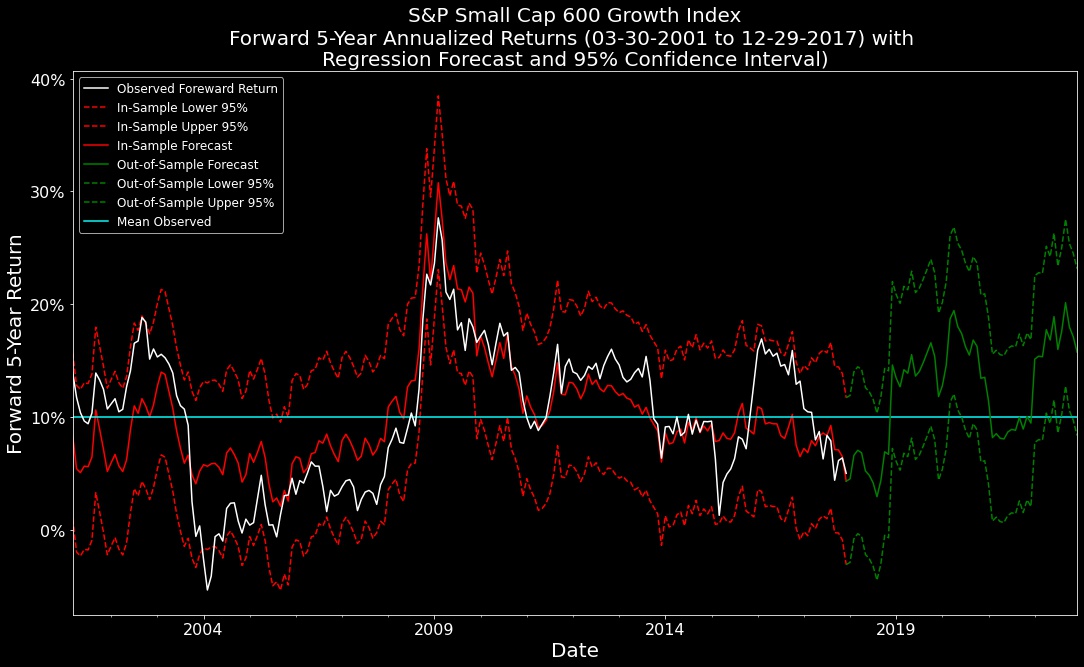 S&P Small Cap 600 Growth Index
Forward 5-Year Annualized Returns (03-30-2001 to 12-29-2017) with
Regression Forecast and 95% Confidence Interval)
40%
30%
20%
10%
0%
Forward 5-Year Return
Observed Foreward Return
In-Sample Lower 95%
In-Sample Upper 95%
In-Sample Forecast
Out-of-Sample Forecast
Out-of-Sample Lower 95%
Out-of-Sample Upper 95%
Mean Observed
2004
2009
2014
2019
Date